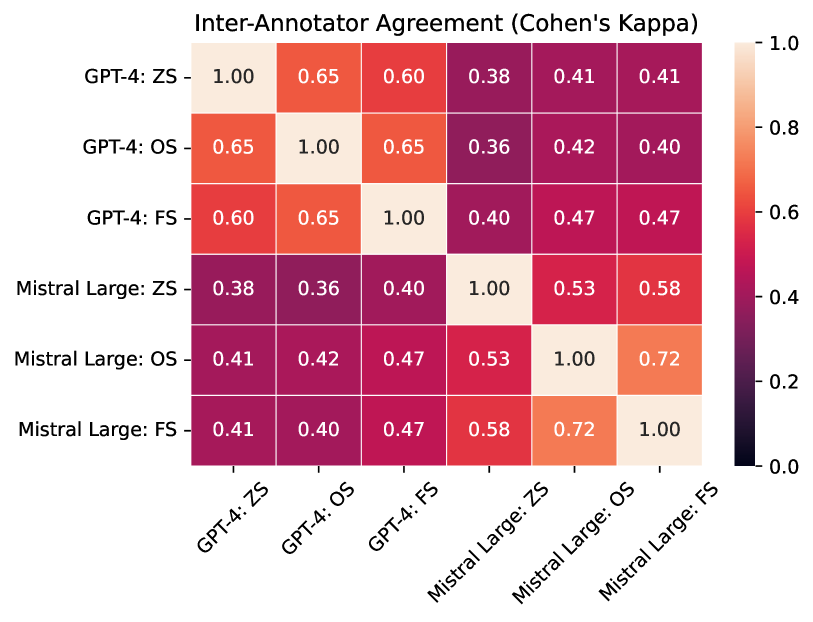 Inter-Annotator Agreement (Cohen's Kappa)
GPT-4: ZS 1.00 0.65 0.60 0.38 0.41 0.41
GPT-4: OS 0.65 1.00 0.65 0.36 0.42 0.40
GPT-4: FS 0.60 0.65 1.00 0.40 0.47 0.47
Mistral Large: ZS 0.38 0.36 0.40 1.00 0.53 0.58
Mistral Large: OS 0.41 0.42 0.47 0.53 1.00 0.72
Mistral Large: FS 0.41 0.40 0.47 0.58 0.72 1.00
GPT-4: ZS
GPT-4: OS
GPT-4: FS
Mistral Large: ZS
Mistral Large: OS
Mistral Large: FS
1.0
0.8
0.6
0.4
0.2
0.0